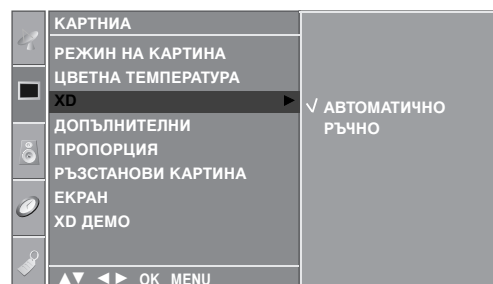 КАРТНИА
РЕЖИН НА КАРТИНА
ЦВЕТНА ТЕМПЕРАТУРА
XD ►
√ АВТОМАТИЧНО
РЪЧНО
ДОПЪЛНИТЕЛНИ
ПРОПОРЦИЯ
РЪЗСТАНОВИ КАРТИНА
ЕКРАН
XD ДЕМО
▲▼ ◄► OK MENU